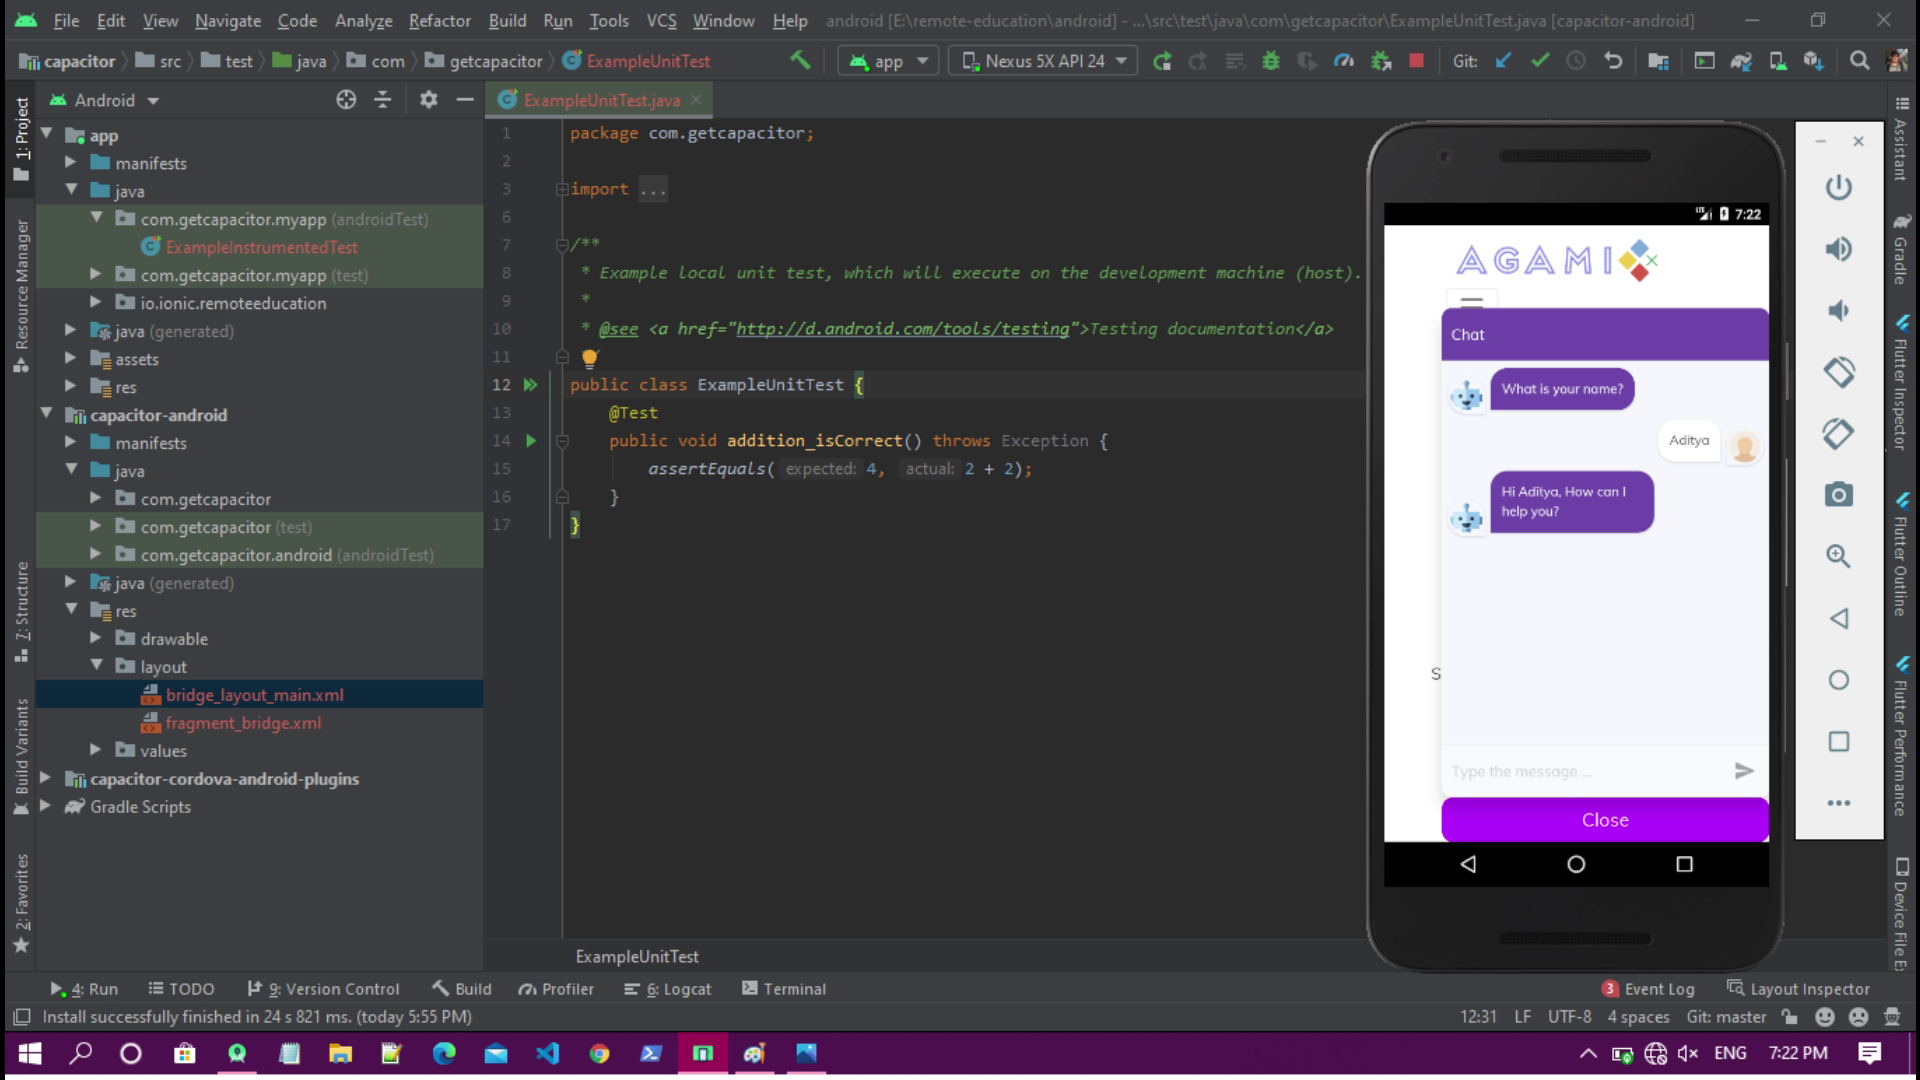 File Edit View Navigate Code Analyze Refactor Build Run Tools VCS Window Help android [E:\remote-education\android] - ...\src\test\java\com\getcapacitor\ExampleUnitTest.java [capacitor-android]
capacitor src test java com getcapacitor ExampleUnitTest app Nexus 5X API 24 Git:
Android
ExampleUnitTest.java
1: Project
Resource Manager
7: Structure
Build Variants
2: Favorites
app
manifests
java
com.getcapacitor.myapp (androidTest)
ExampleInstrumentedTest
com.getcapacitor.myapp (test)
io.ionic.remoteeducation
java (generated)
assets
res
capacitor-android
manifests
java
com.getcapacitor
com.getcapacitor (test)
com.getcapacitor.android (androidTest)
java (generated)
res
drawable
layout
bridge_layout_main.xml
fragment_bridge.xml
values
capacitor-cordova-android-plugins
Gradle Scripts
1 package com.getcapacitor;
2
3 import ...
6
7 /**
8 * Example local unit test, which will execute on the development machine (host).
9 *
10 * @see <a href="http://d.android.com/tools/testing">Testing documentation</a>
11
12 public class ExampleUnitTest {
13 @Test
14 public void addition_isCorrect() throws Exception {
15 assertEquals( expected: 4, actual: 2 + 2);
16 }
17 }
ExampleUnitTest
LTE 7:22
AGAMI
Chat
What is your name?
Aditya
Hi Aditya, How can I
help you?
S
Type the message ...
Close
Assistant
Gradle
Flutter Inspector
Flutter Outline
Flutter Performance
Device File E
4: Run TODO 9: Version Control Build Profiler 6: Logcat Terminal 3 Event Log Layout Inspector
Install successfully finished in 24 s 821 ms. (today 5:55 PM) 12:31 LF UTF-8 4 spaces Git: master
ENG 7:22 PM